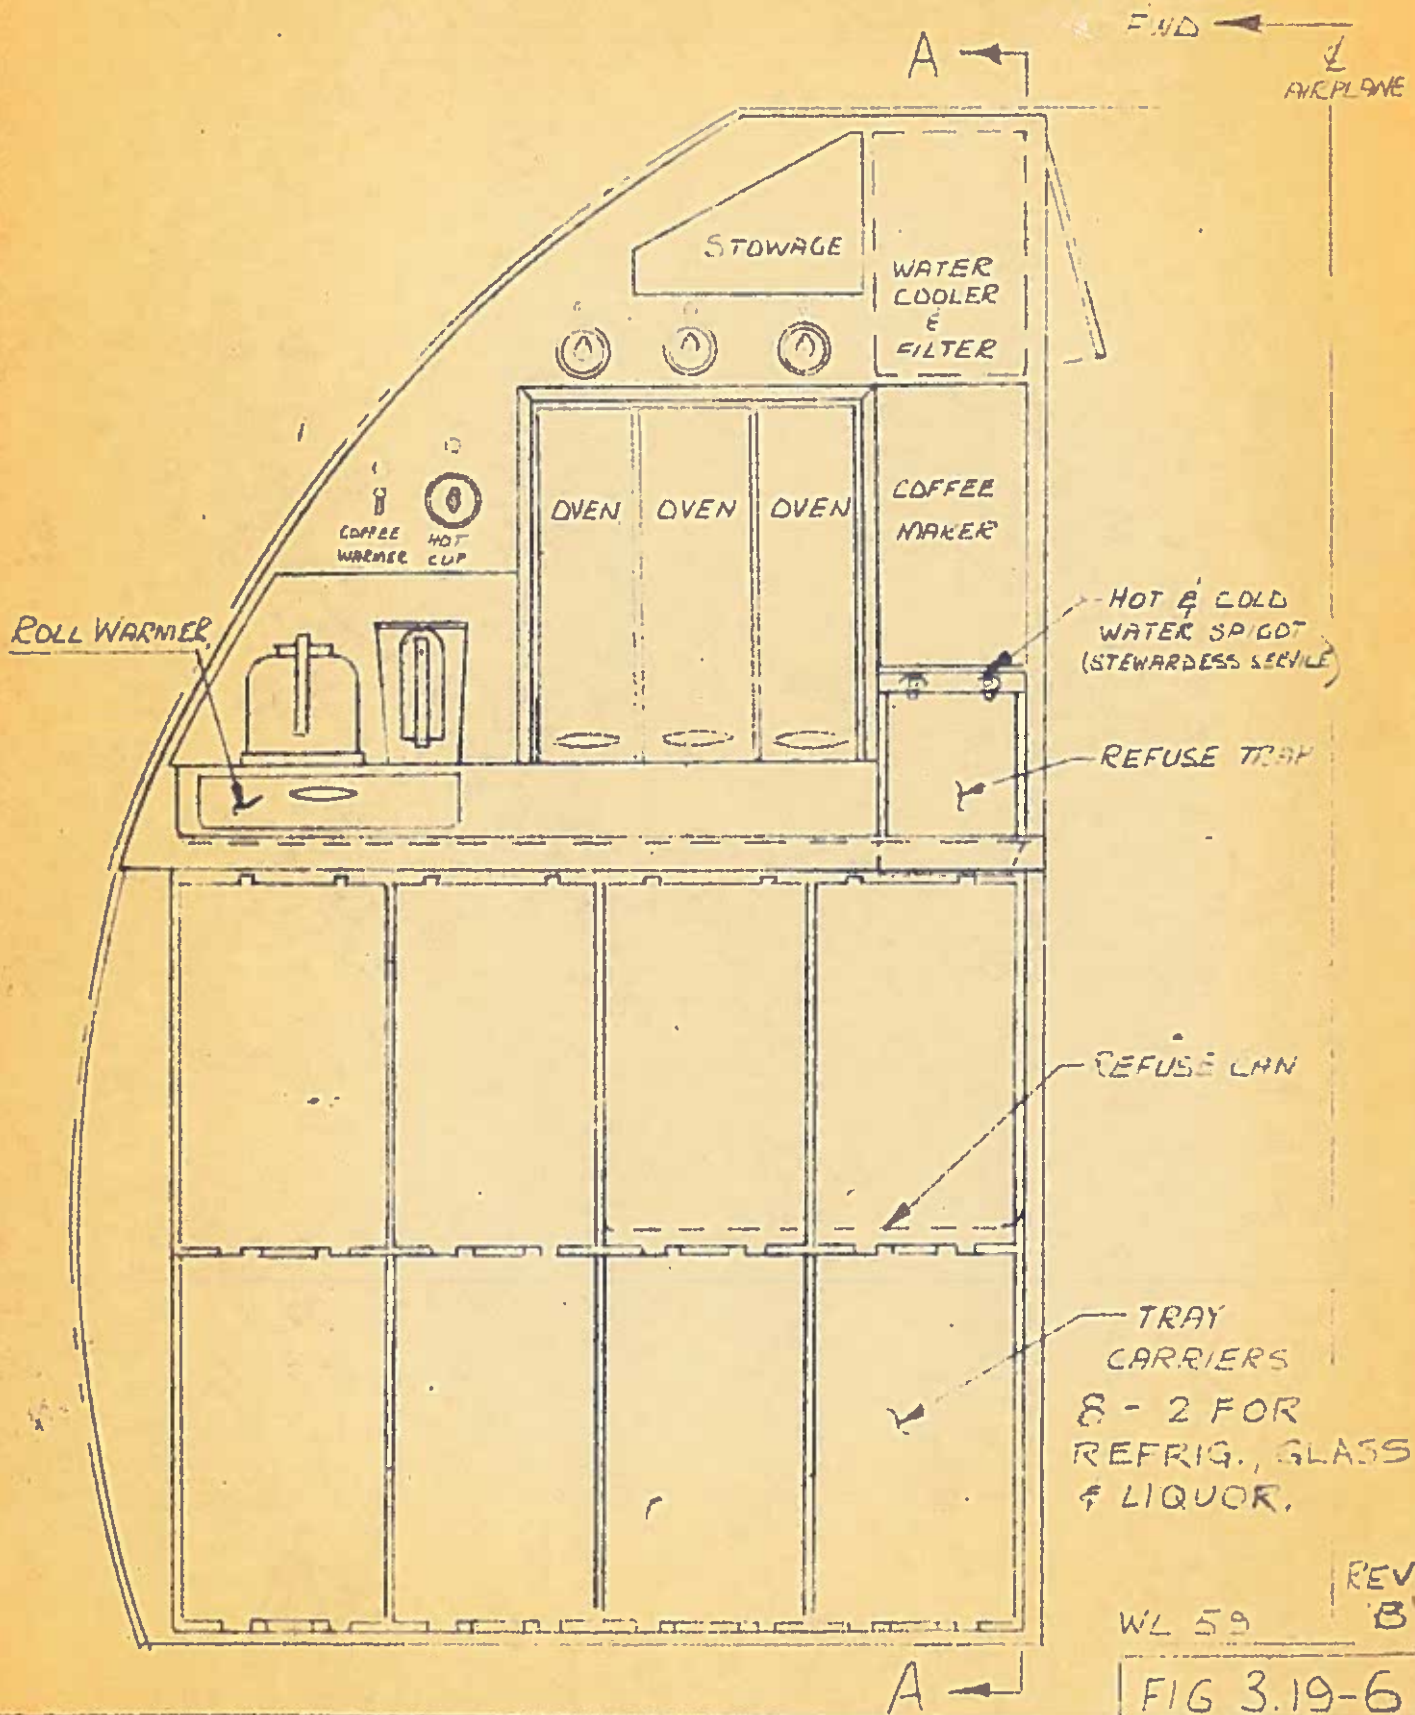 FWD
A
℄
AIRPLANE
STOWAGE
WATER
COOLER
&
FILTER
OVEN
OVEN
OVEN
COFFEE
MAKER
COFFEE
WARMER
HOT
CUP
ROLL WARMER
HOT & COLD
WATER SPIGOT
(STEWARDESS SERVICE)
REFUSE TRAP
REFUSE CAN
TRAY
CARRIERS
8 - 2 FOR
REFRIG., GLASS
& LIQUOR.
REV
WL 59
A
FIG 3.19-6